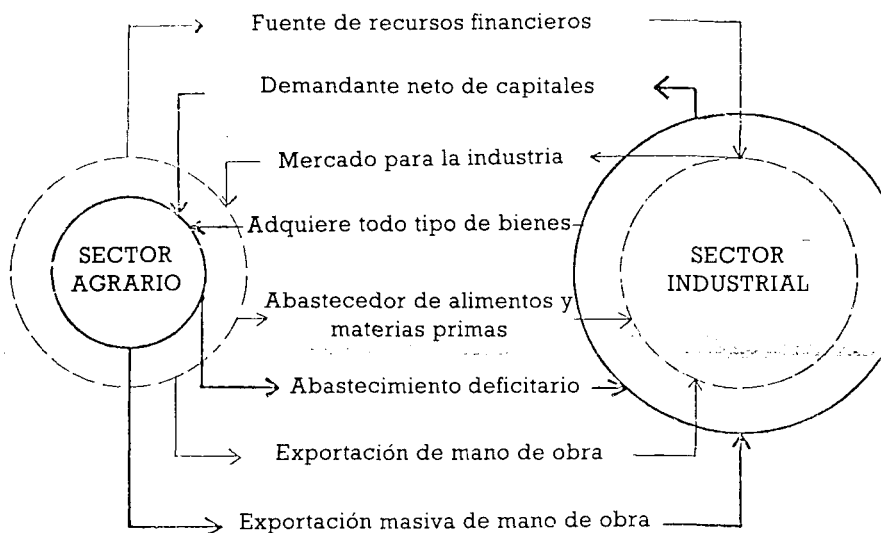 Fuente de recursos financieros
Demandante neto de capitales
Mercado para la industria
Adquiere todo tipo de bienes
SECTOR
AGRARIO
SECTOR
INDUSTRIAL
Abastecedor de alimentos y
materias primas
Abastecimiento deficitario
Exportación de mano de obra
Exportación masiva de mano de obra